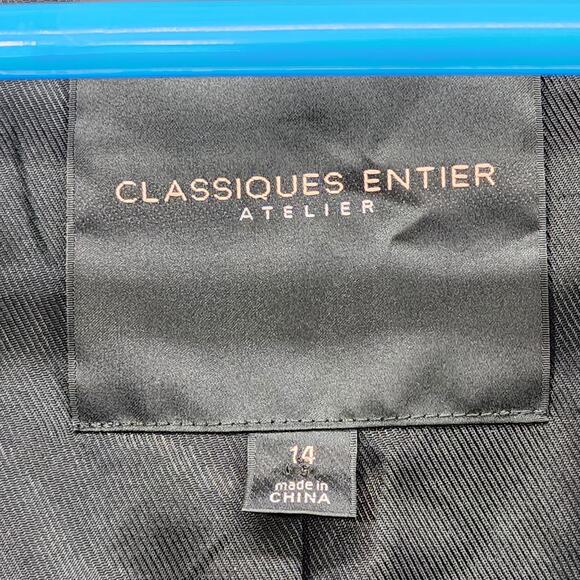 CLASSIQUES ENTIER
ATELIER
14
made in
CHINA